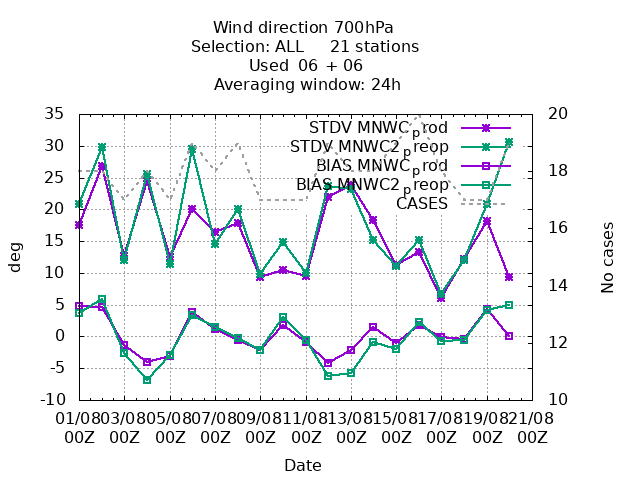 Wind direction 700hPa
Selection: ALL 21 stations
Used 06 + 06
Averaging window: 24h
35
30
25
20
15
10
5
0
-5
-10
20
18
16
14
12
10
deg
No cases
STDV MNWC_prod
STDV MNWC2_preop
BIAS MNWC_prod
BIAS MNWC2_preop
CASES
01/08 03/08 05/08 07/08 09/08 11/08 13/08 15/08 17/08 19/08 21/08
00Z 00Z 00Z 00Z 00Z 00Z 00Z 00Z 00Z 00Z 00Z
Date